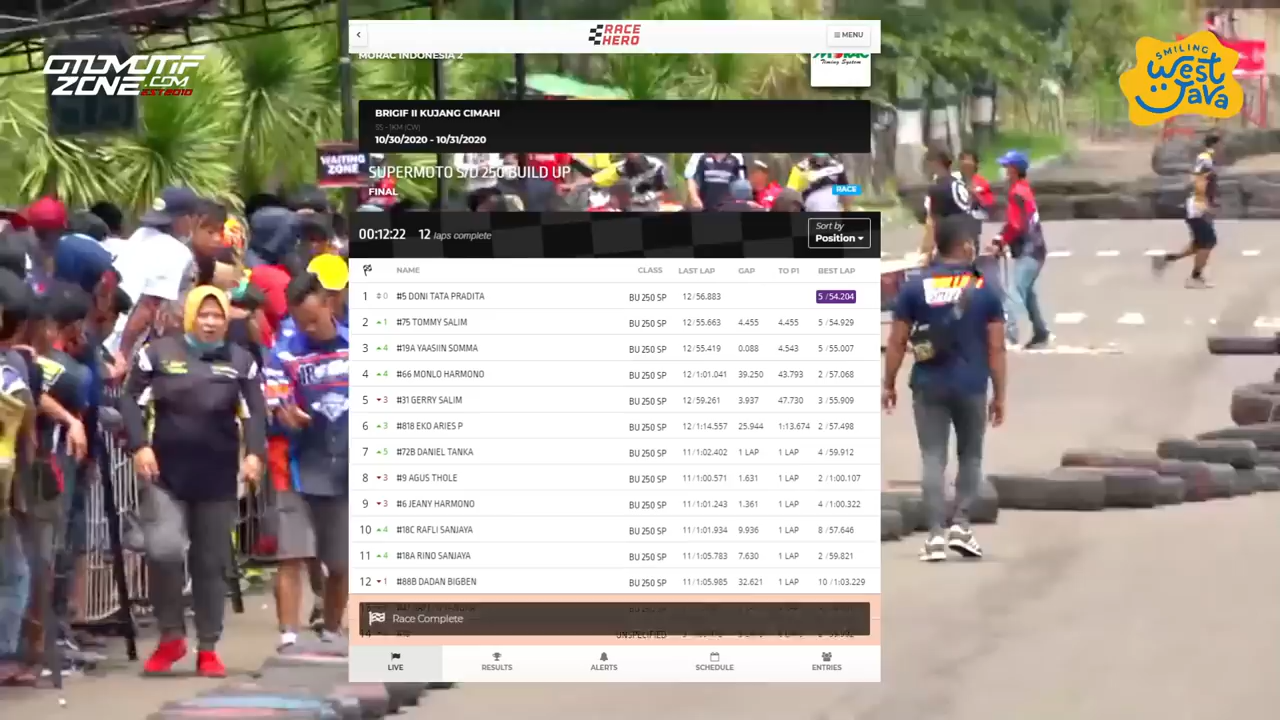 RACE
HERO
MENU
MORAC INDONESIA 2
Timing System
OTOMOTIF
ZONE.COM
EST2010
SMILING
West
Java
BRIGIF II KUJANG CIMAHI
SS - 1KM (CW)
10/30/2020 - 10/31/2020
WAITING
ZONE
SUPERMOTO S/D 250 BUILD UP
FINAL
RACE
00:12:22 12 laps complete
Sort by
Position
NAME CLASS LAST LAP GAP TO P1 BEST LAP
1 0 #5 DONI TATA PRADITA BU 250 SP 12/56.883 5 /54.204
2 1 #75 TOMMY SALIM BU 250 SP 12/55.663 4.455 4.455 5 /54.929
3 4 #19A YAASIIN SOMMA BU 250 SP 12/55.419 0.088 4.543 5 /55.007
4 4 #66 MONLO HARMONO BU 250 SP 12/1:01.041 39.250 43.793 2 /57.068
5 3 #31 GERRY SALIM BU 250 SP 12/59.261 3.937 47.730 3 /55.909
6 3 #818 EKO ARIES P BU 250 SP 12/1:14.557 25.944 1:13.674 2 /57.498
7 5 #72B DANIEL TANKA BU 250 SP 11/1:02.402 1 LAP 1 LAP 4 /59.912
8 3 #9 AGUS THOLE BU 250 SP 11/1:00.571 1.631 1 LAP 2 /1:00.107
9 3 #6 JEANY HARMONO BU 250 SP 11/1:01.243 1.361 1 LAP 4 /1:00.322
10 4 #18C RAFLI SANJAYA BU 250 SP 11/1:01.934 9.936 1 LAP 8 /57.646
11 4 #18A RINO SANJAYA BU 250 SP 11/1:05.783 7.630 1 LAP 2 /59.821
12 1 #88B DADAN BIGBEN BU 250 SP 11/1:05.985 32.621 1 LAP 10 /1:03.229
Race Complete
UNSPECIFIED
LIVE RESULTS ALERTS SCHEDULE ENTRIES